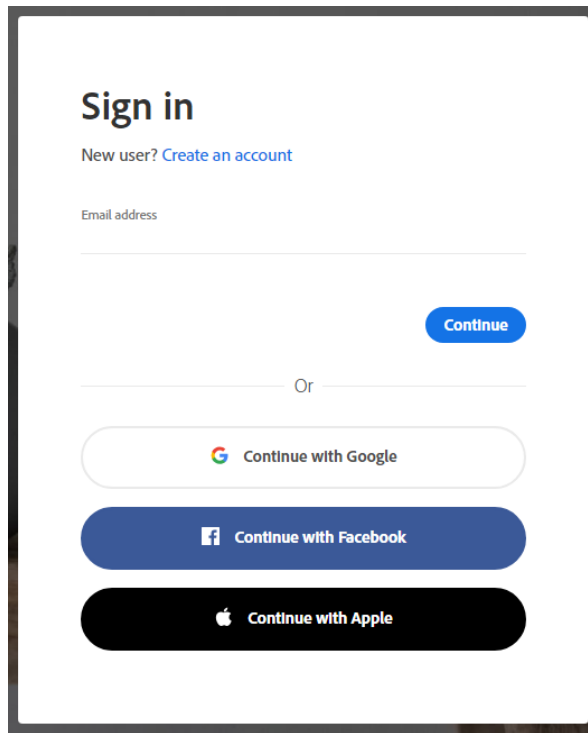 Sign in
New user? Create an account
Email address
Continue
Or
Continue with Google
Continue with Facebook
Continue with Apple